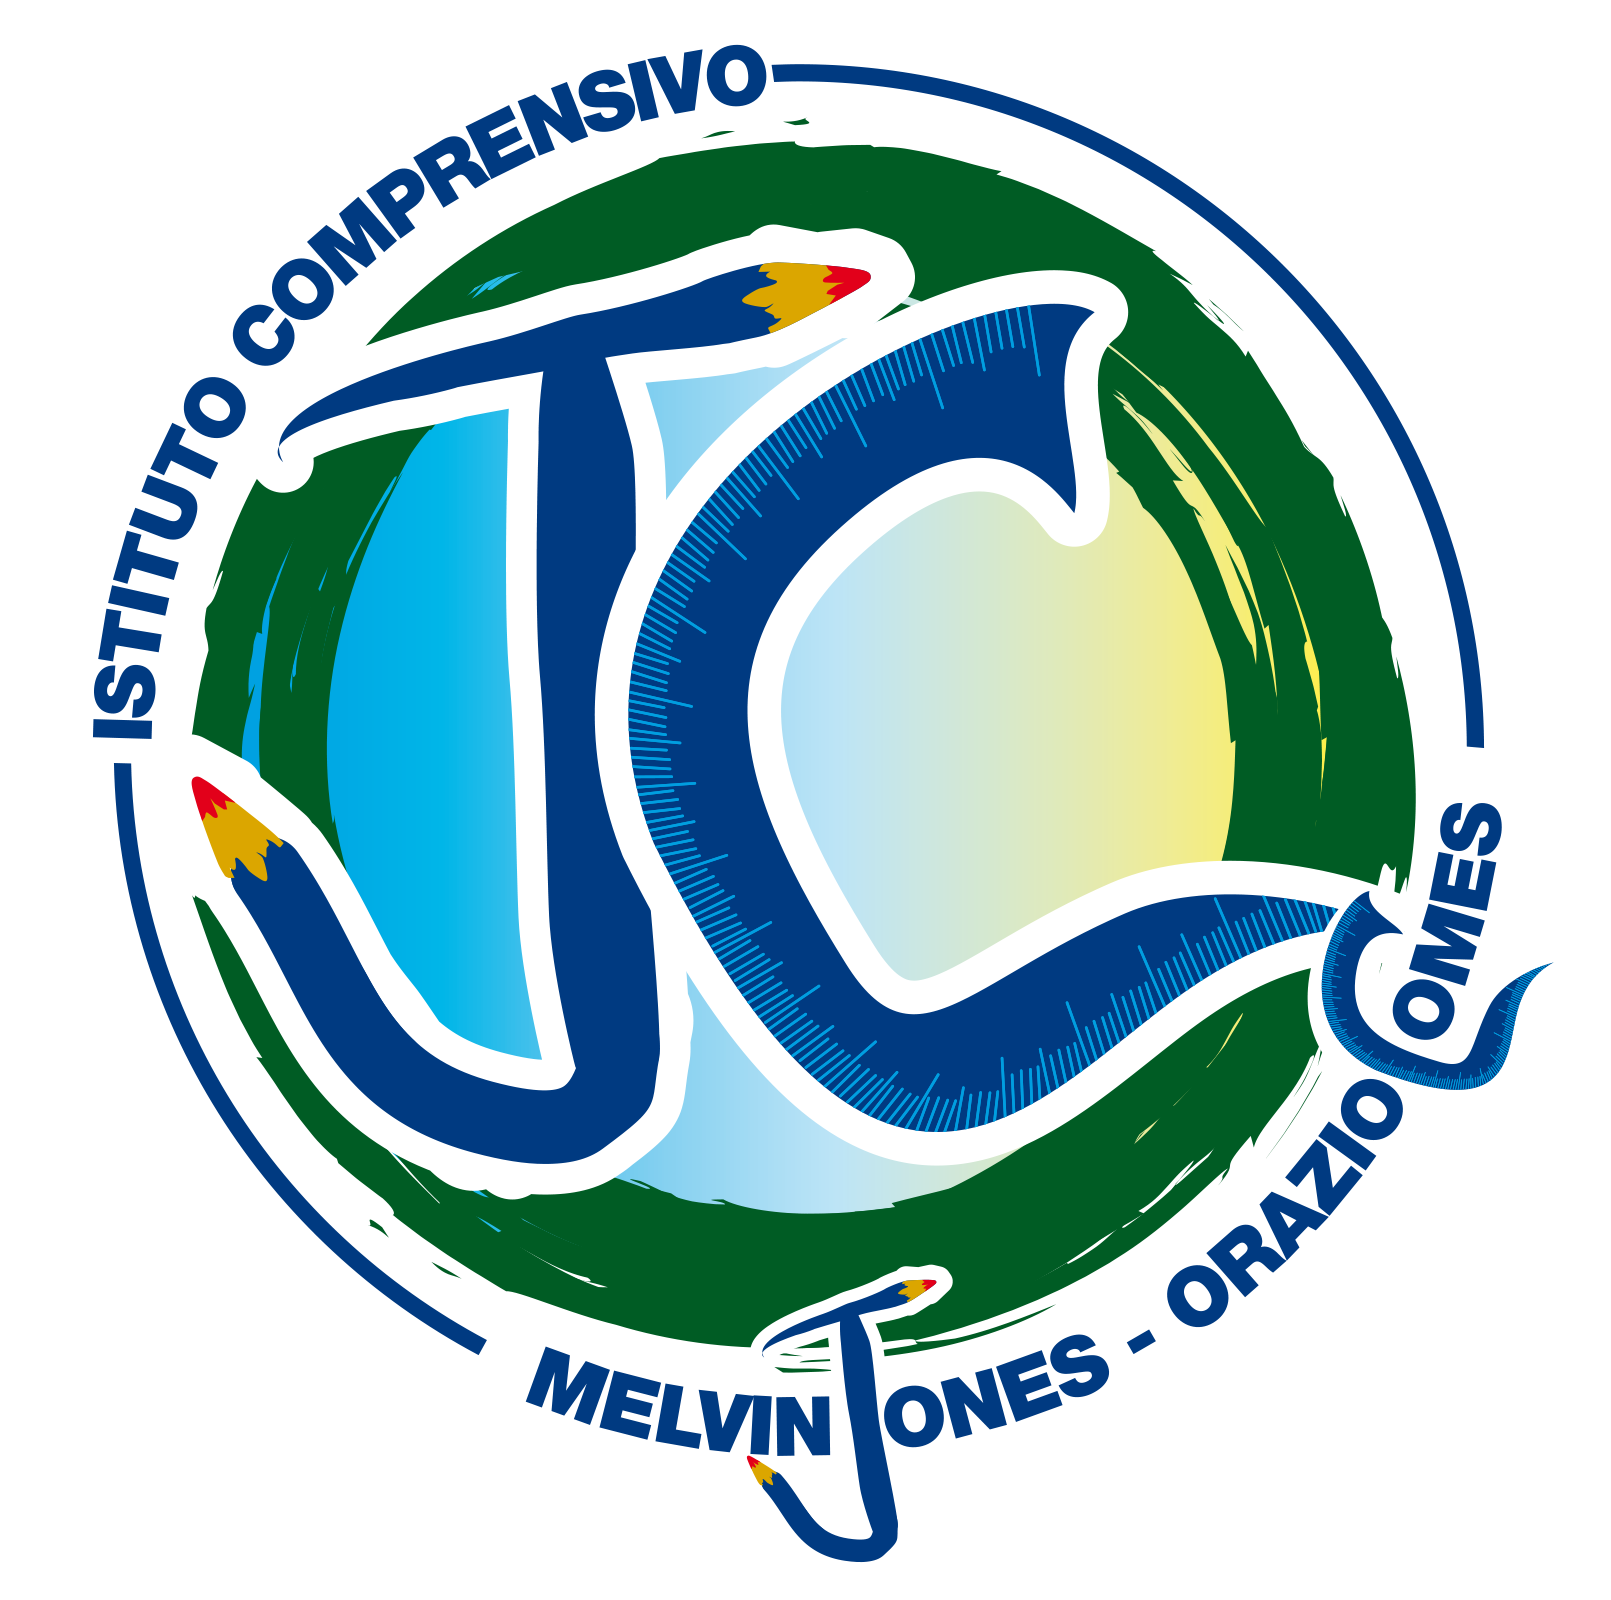 ISTITUTO COMPRENSIVO
JC
MELVIN JONES - ORAZIO COMES